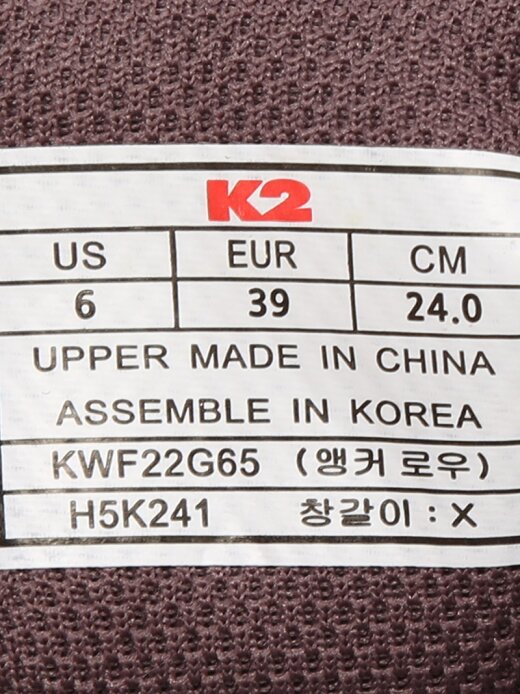 K2
US EUR CM
6 39 24.0
UPPER MADE IN CHINA
ASSEMBLE IN KOREA
KWF22G65 (앵커 로우)
H5K241 창갈이 : X